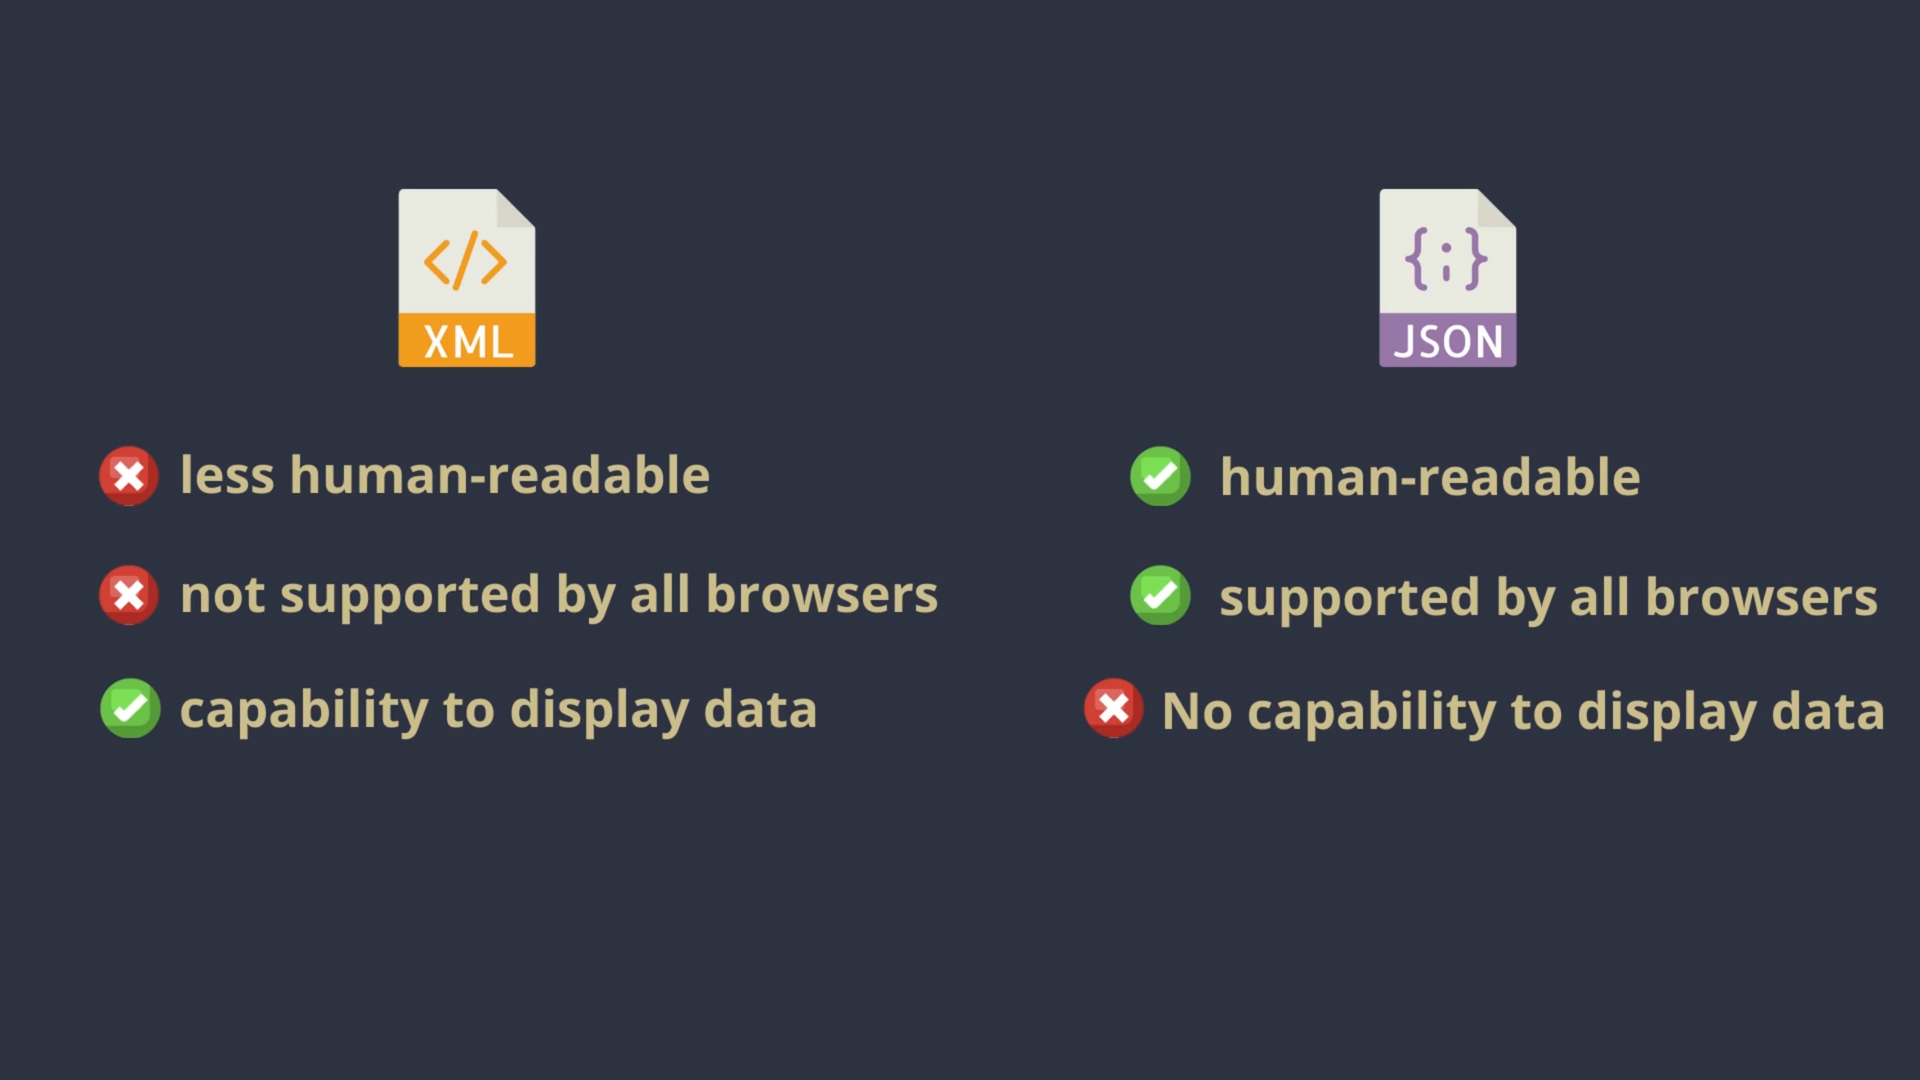 XML
less human-readable
not supported by all browsers
capability to display data
{;}
JSON
human-readable
supported by all browsers
No capability to display data